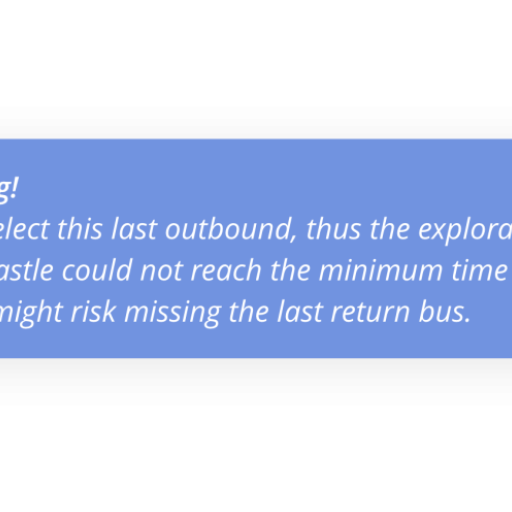 g!
elect this last outbound, thus the explora
astle could not reach the minimum time
might risk missing the last return bus.